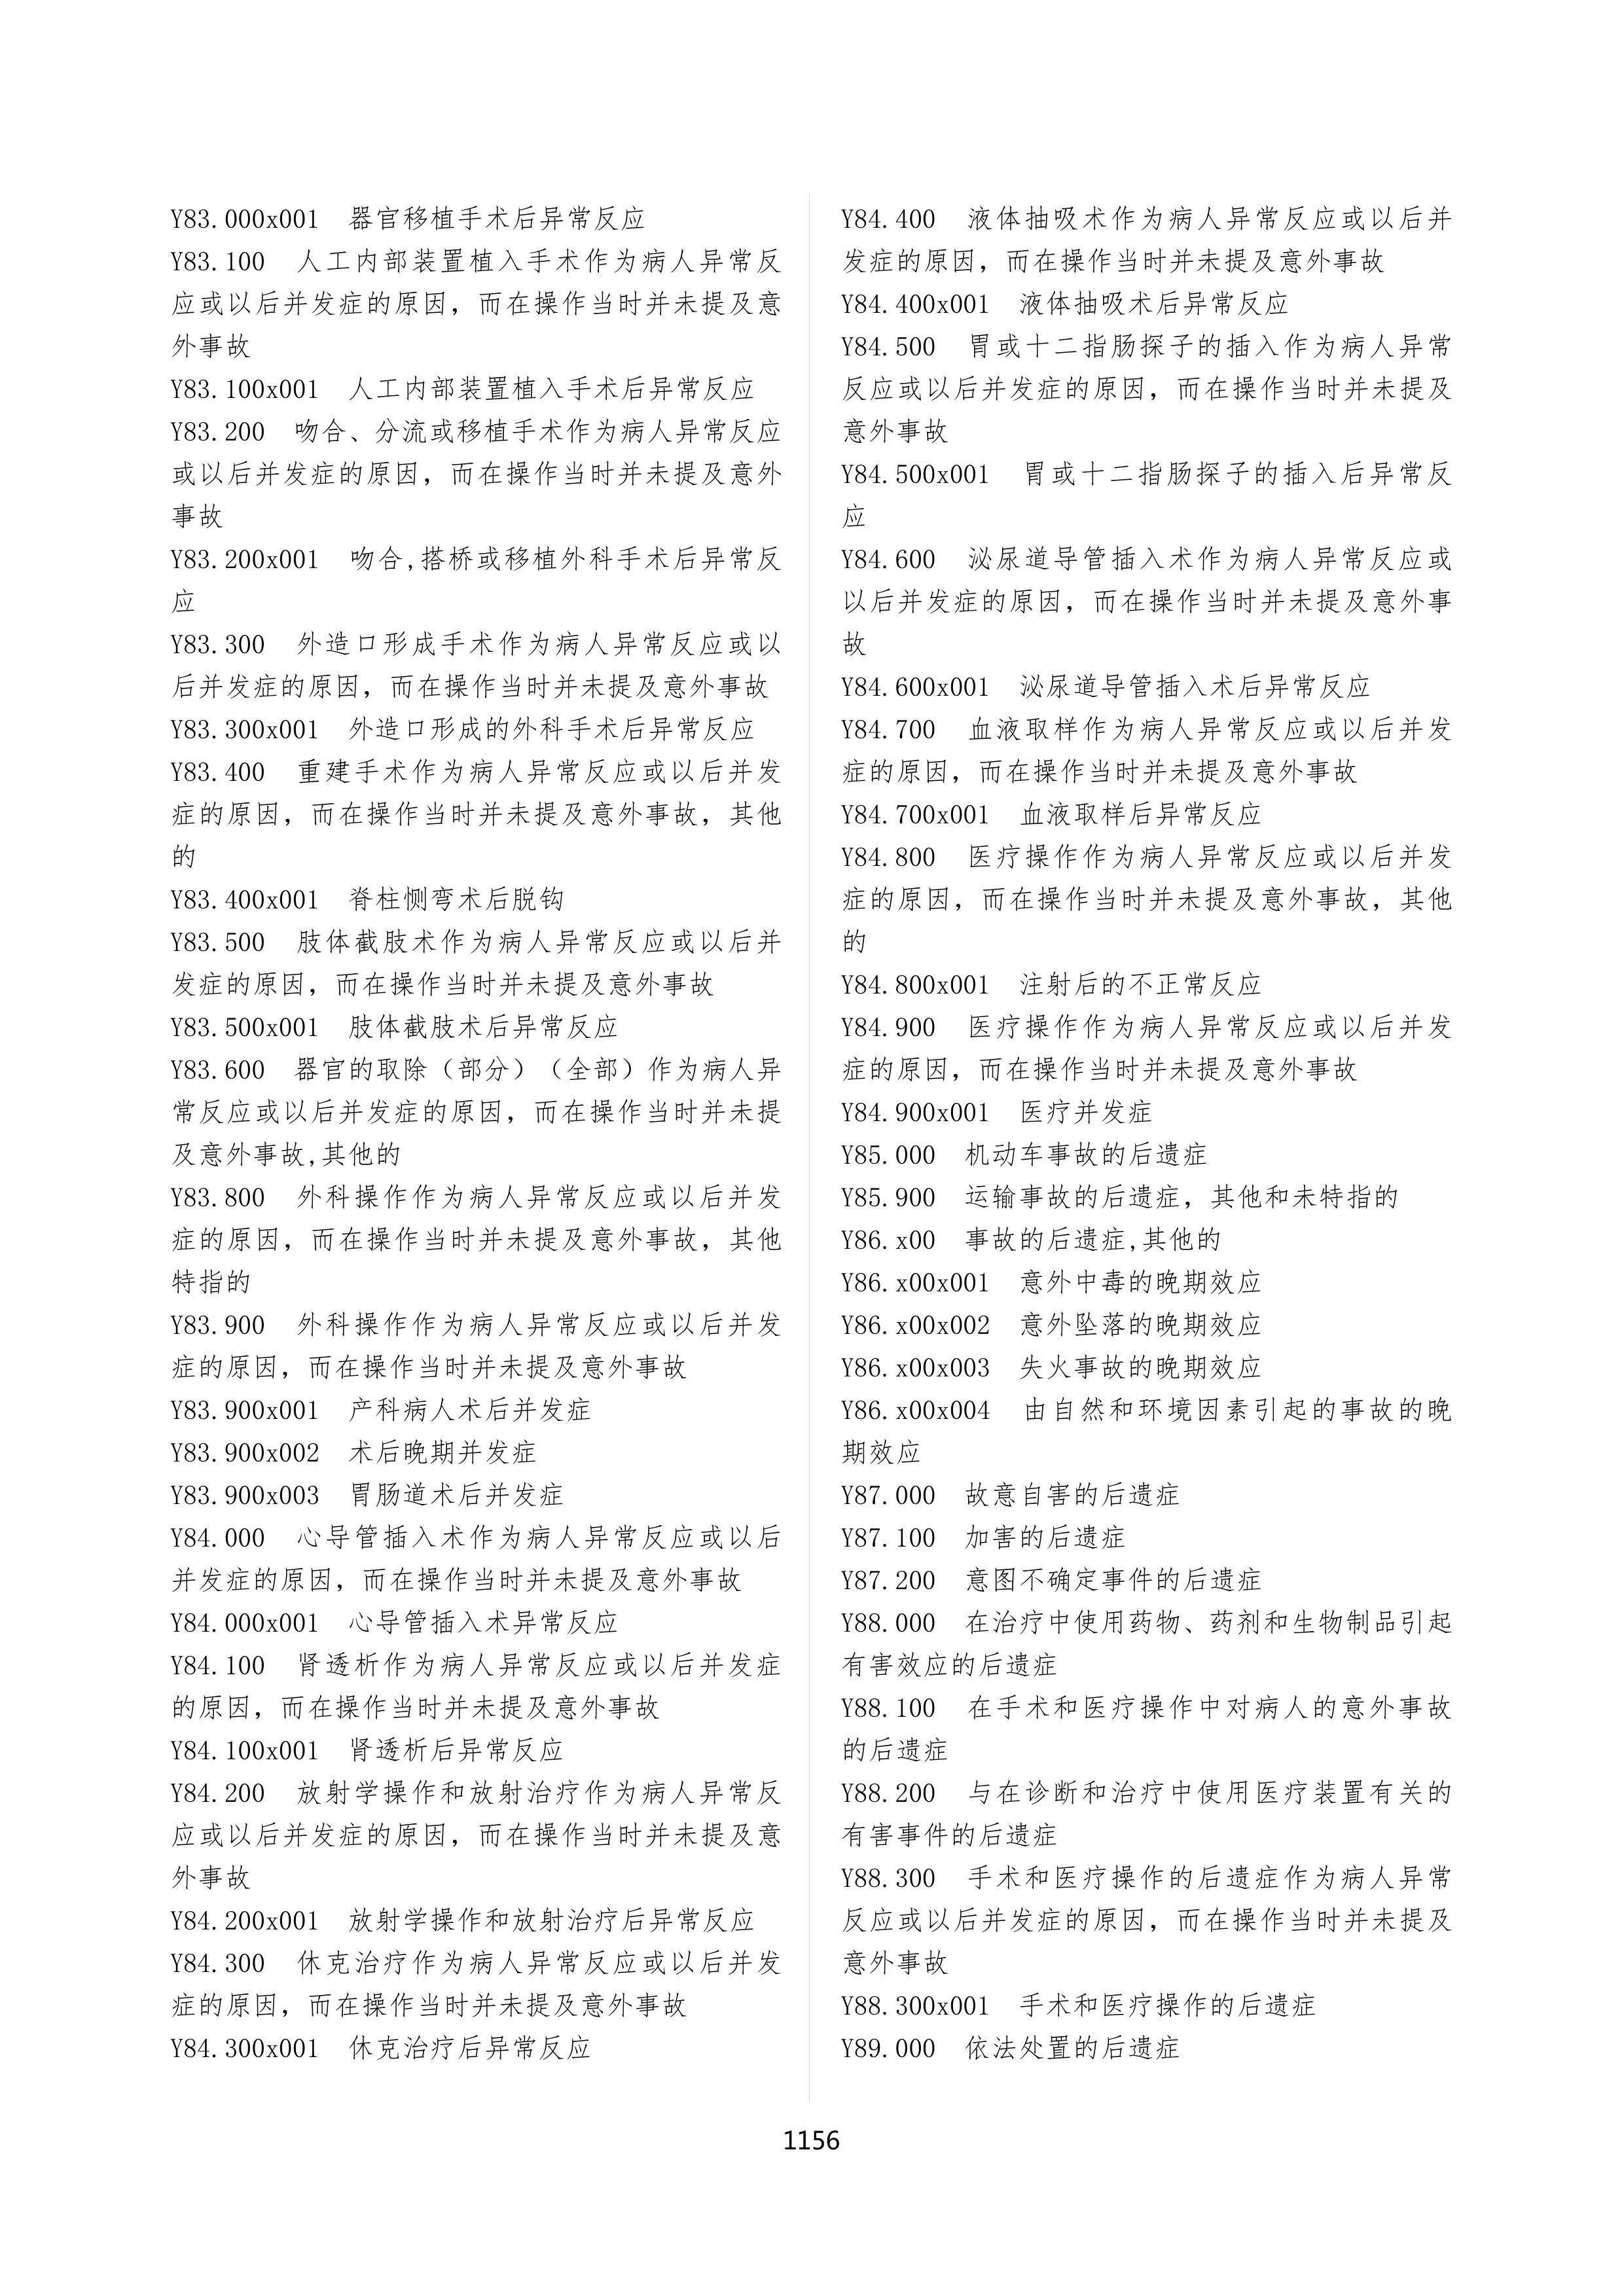 Y83.000x001　器官移植手术后异常反应
Y83.100　人工内部装置植入手术作为病人异常反
应或以后并发症的原因，而在操作当时并未提及意
外事故
Y83.100x001　人工内部装置植入手术后异常反应
Y83.200　吻合、分流或移植手术作为病人异常反应
或以后并发症的原因，而在操作当时并未提及意外
事故
Y83.200x001　吻合,搭桥或移植外科手术后异常反
应
Y83.300　外造口形成手术作为病人异常反应或以
后并发症的原因，而在操作当时并未提及意外事故
Y83.300x001　外造口形成的外科手术后异常反应
Y83.400　重建手术作为病人异常反应或以后并发
症的原因，而在操作当时并未提及意外事故，其他
的
Y83.400x001　脊柱恻弯术后脱钩
Y83.500　肢体截肢术作为病人异常反应或以后并
发症的原因，而在操作当时并未提及意外事故
Y83.500x001　肢体截肢术后异常反应
Y83.600　器官的取除（部分）（全部）作为病人异
常反应或以后并发症的原因，而在操作当时并未提
及意外事故,其他的
Y83.800　外科操作作为病人异常反应或以后并发
症的原因，而在操作当时并未提及意外事故，其他
特指的
Y83.900　外科操作作为病人异常反应或以后并发
症的原因，而在操作当时并未提及意外事故
Y83.900x001　产科病人术后并发症
Y83.900x002　术后晚期并发症
Y83.900x003　胃肠道术后并发症
Y84.000　心导管插入术作为病人异常反应或以后
并发症的原因，而在操作当时并未提及意外事故
Y84.000x001　心导管插入术异常反应
Y84.100　肾透析作为病人异常反应或以后并发症
的原因，而在操作当时并未提及意外事故
Y84.100x001　肾透析后异常反应
Y84.200　放射学操作和放射治疗作为病人异常反
应或以后并发症的原因，而在操作当时并未提及意
外事故
Y84.200x001　放射学操作和放射治疗后异常反应
Y84.300　休克治疗作为病人异常反应或以后并发
症的原因，而在操作当时并未提及意外事故
Y84.300x001　休克治疗后异常反应
Y84.400　液体抽吸术作为病人异常反应或以后并
发症的原因，而在操作当时并未提及意外事故
Y84.400x001　液体抽吸术后异常反应
Y84.500　胃或十二指肠探子的插入作为病人异常
反应或以后并发症的原因，而在操作当时并未提及
意外事故
Y84.500x001　胃或十二指肠探子的插入后异常反
应
Y84.600　泌尿道导管插入术作为病人异常反应或
以后并发症的原因，而在操作当时并未提及意外事
故
Y84.600x001　泌尿道导管插入术后异常反应
Y84.700　血液取样作为病人异常反应或以后并发
症的原因，而在操作当时并未提及意外事故
Y84.700x001　血液取样后异常反应
Y84.800　医疗操作作为病人异常反应或以后并发
症的原因，而在操作当时并未提及意外事故，其他
的
Y84.800x001　注射后的不正常反应
Y84.900　医疗操作作为病人异常反应或以后并发
症的原因，而在操作当时并未提及意外事故
Y84.900x001　医疗并发症
Y85.000　机动车事故的后遗症
Y85.900　运输事故的后遗症，其他和未特指的
Y86.x00　事故的后遗症,其他的
Y86.x00x001　意外中毒的晚期效应
Y86.x00x002　意外坠落的晚期效应
Y86.x00x003　失火事故的晚期效应
Y86.x00x004　由自然和环境因素引起的事故的晚
期效应
Y87.000　故意自害的后遗症
Y87.100　加害的后遗症
Y87.200　意图不确定事件的后遗症
Y88.000　在治疗中使用药物、药剂和生物制品引起
有害效应的后遗症
Y88.100　在手术和医疗操作中对病人的意外事故
的后遗症
Y88.200　与在诊断和治疗中使用医疗装置有关的
有害事件的后遗症
Y88.300　手术和医疗操作的后遗症作为病人异常
反应或以后并发症的原因，而在操作当时并未提及
意外事故
Y88.300x001　手术和医疗操作的后遗症
Y89.000　依法处置的后遗症
1156